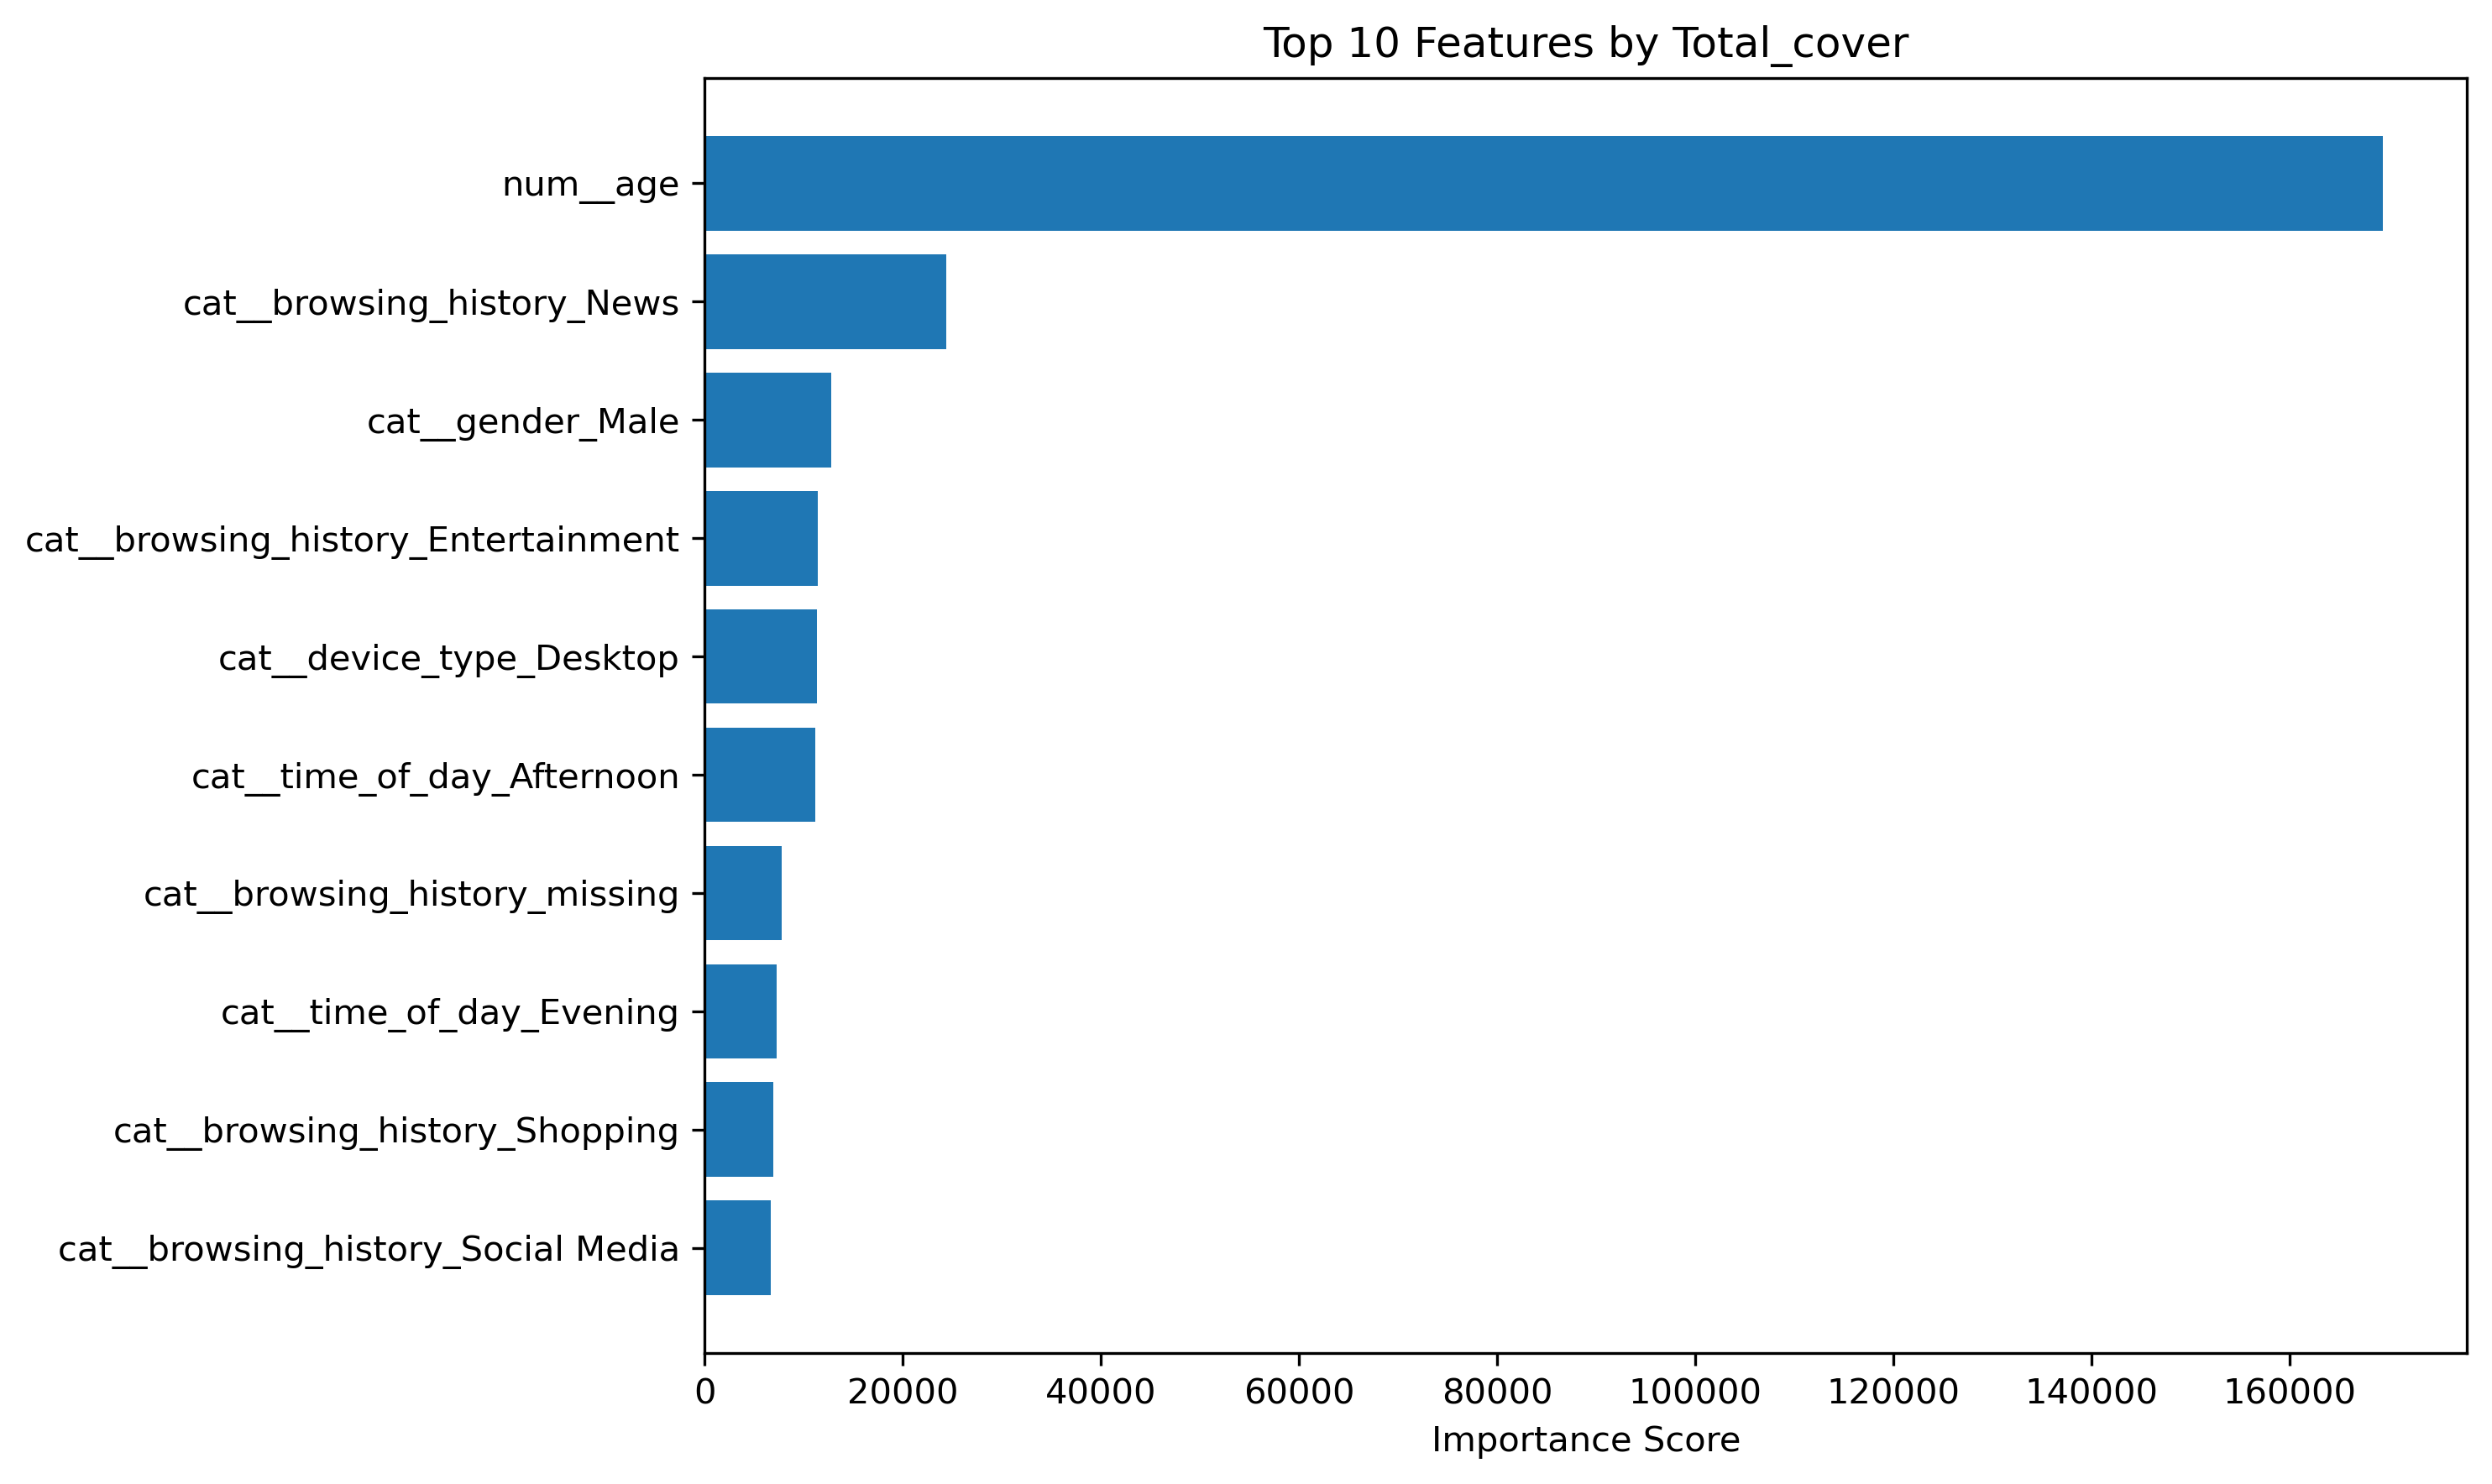 Top 10 Features by Total_cover
num__age
cat__browsing_history_News
cat__gender_Male
cat__browsing_history_Entertainment
cat__device_type_Desktop
cat__time_of_day_Afternoon
cat__browsing_history_missing
cat__time_of_day_Evening
cat__browsing_history_Shopping
cat__browsing_history_Social Media
0 20000 40000 60000 80000 100000 120000 140000 160000
Importance Score